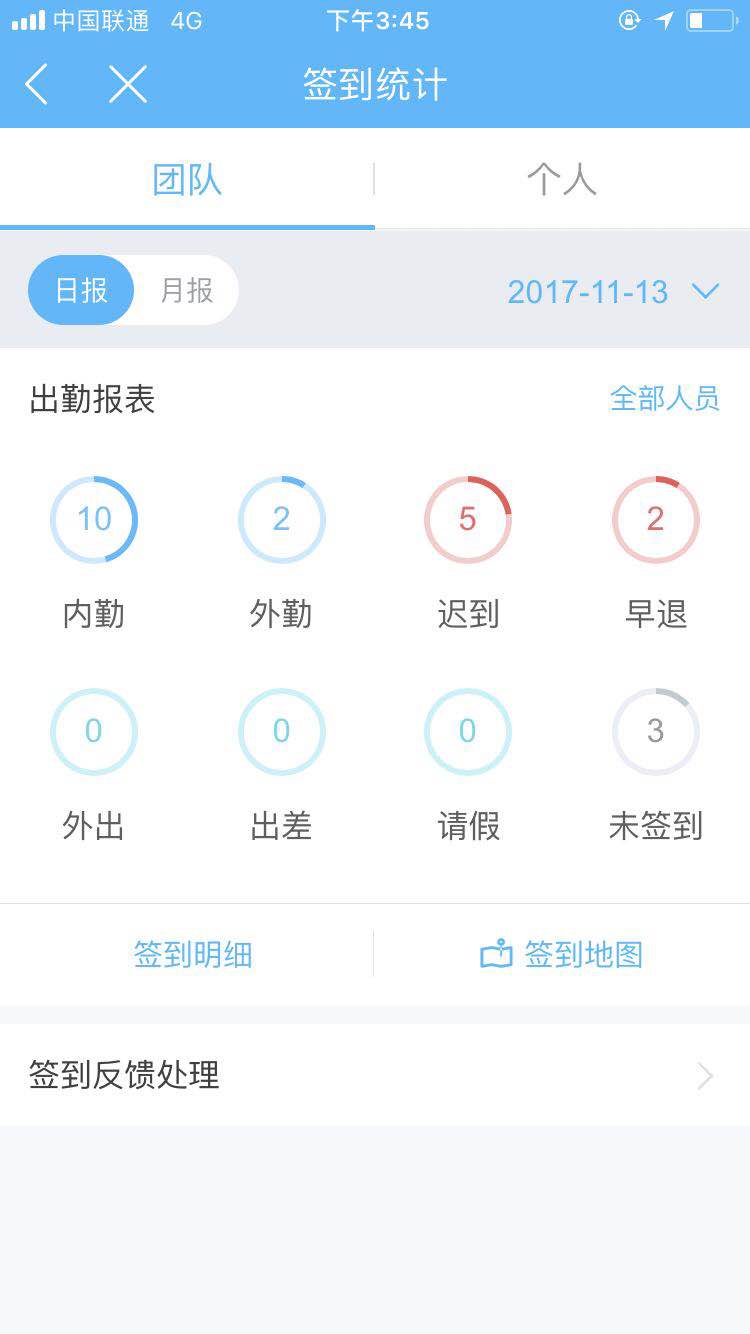 中国联通 4G 下午3:45
签到统计
团队 个人
日报 月报 2017-11-13
出勤报表 全部人员
10 2 5 2
内勤 外勤 迟到 早退
0 0 0 3
外出 出差 请假 未签到
签到明细 签到地图
签到反馈处理